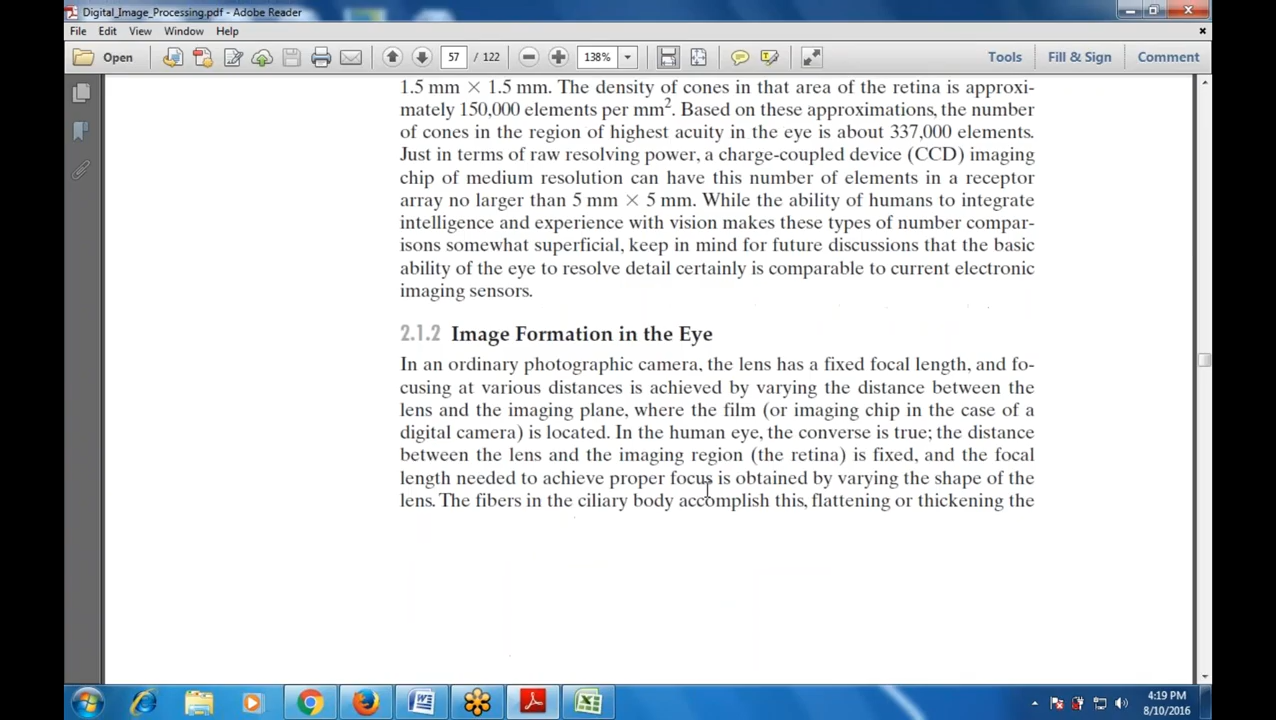 Digital_Image_Processing.pdf - Adobe Reader
File Edit View Window Help
Open 57 / 122 138% Tools Fill & Sign Comment
1.5 mm × 1.5 mm. The density of cones in that area of the retina is approxi-
mately 150,000 elements per mm². Based on these approximations, the number
of cones in the region of highest acuity in the eye is about 337,000 elements.
Just in terms of raw resolving power, a charge-coupled device (CCD) imaging
chip of medium resolution can have this number of elements in a receptor
array no larger than 5 mm × 5 mm. While the ability of humans to integrate
intelligence and experience with vision makes these types of number compar-
isons somewhat superficial, keep in mind for future discussions that the basic
ability of the eye to resolve detail certainly is comparable to current electronic
imaging sensors.
2.1.2 Image Formation in the Eye
In an ordinary photographic camera, the lens has a fixed focal length, and fo-
cusing at various distances is achieved by varying the distance between the
lens and the imaging plane, where the film (or imaging chip in the case of a
digital camera) is located. In the human eye, the converse is true; the distance
between the lens and the imaging region (the retina) is fixed, and the focal
length needed to achieve proper focus is obtained by varying the shape of the
lens. The fibers in the ciliary body accomplish this, flattening or thickening the
4:19 PM
8/10/2016